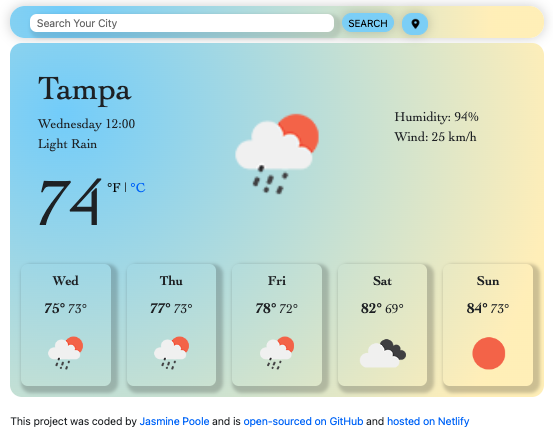 Search Your City SEARCH
Tampa
Wednesday 12:00
Light Rain
Humidity: 94%
Wind: 25 km/h
74 °F | °C
Wed Thu Fri Sat Sun
75° 73° 77° 73° 78° 72° 82° 69° 84° 73°
This project was coded by Jasmine Poole and is open-sourced on GitHub and hosted on Netlify